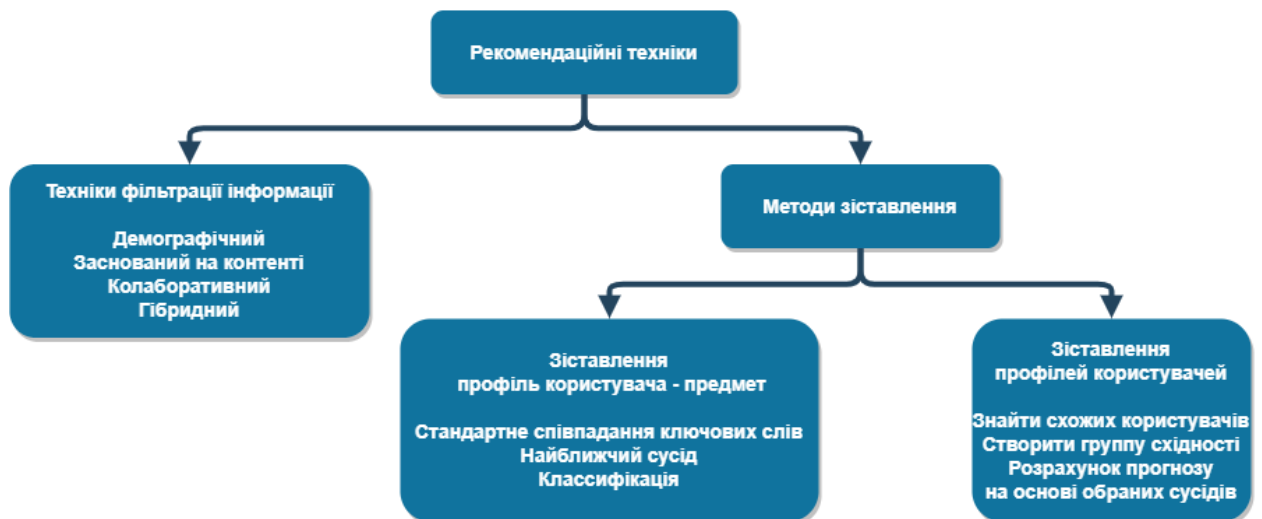 Рекомендаційні техніки
Техніки фільтрації інформації
Демографічний
Заснований на контенті
Колаборативний
Гібридний
Методи зіставлення
Зіставлення
профіль користувача - предмет
Стандартне співпадання ключових слів
Найближчий сусід
Классифікація
Зіставлення
профілей користувачей
Знайти схожих користувачів
Створити группу східності
Розрахунок прогнозу
на основі обраних сусідів